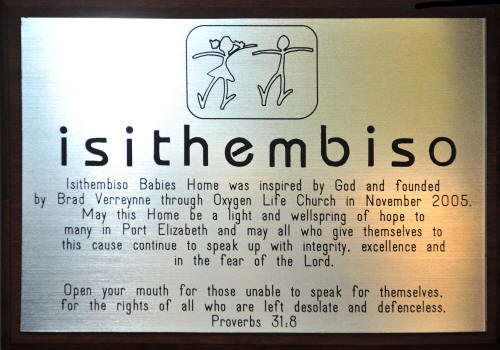 isithembiso
Isithembiso Babies Home was inspired by God and founded
by Brad Verreynne through Oxygen Life Church in November 2005.
May this Home be a light and wellspring of hope to
many in Port Elizabeth and may all who give themselves to
this cause continue to speak up with integrity, excellence and
in the fear of the Lord.
Open your mouth for those unable to speak for themselves,
for the rights of all who are left desolate and defenceless.
Proverbs 31:8